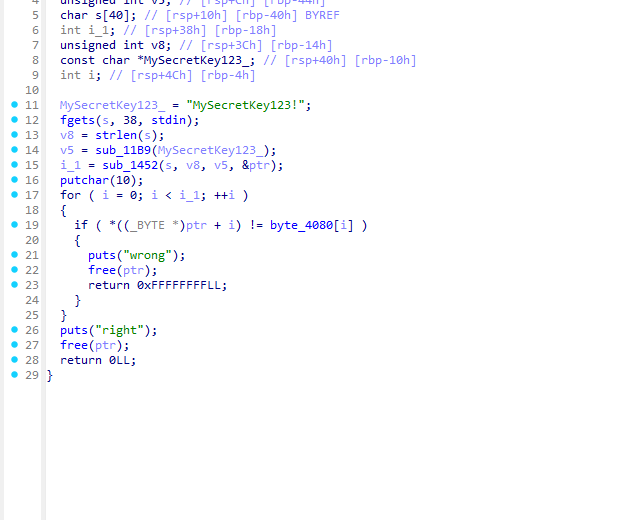 4 unsigned int v5; // [rsp+Ch] [rbp-44h]
5 char s[40]; // [rsp+10h] [rbp-40h] BYREF
6 int i_1; // [rsp+38h] [rbp-18h]
7 unsigned int v8; // [rsp+3Ch] [rbp-14h]
8 const char *MySecretKey123_; // [rsp+40h] [rbp-10h]
9 int i; // [rsp+4Ch] [rbp-4h]
10
11 MySecretKey123_ = "MySecretKey123!";
12 fgets(s, 38, stdin);
13 v8 = strlen(s);
14 v5 = sub_11B9(MySecretKey123_);
15 i_1 = sub_1452(s, v8, v5, &ptr);
16 putchar(10);
17 for ( i = 0; i < i_1; ++i )
18 {
19 if ( *((_BYTE *)ptr + i) != byte_4080[i] )
20 {
21 puts("wrong");
22 free(ptr);
23 return 0xFFFFFFFFLL;
24 }
25 }
26 puts("right");
27 free(ptr);
28 return 0LL;
29 }